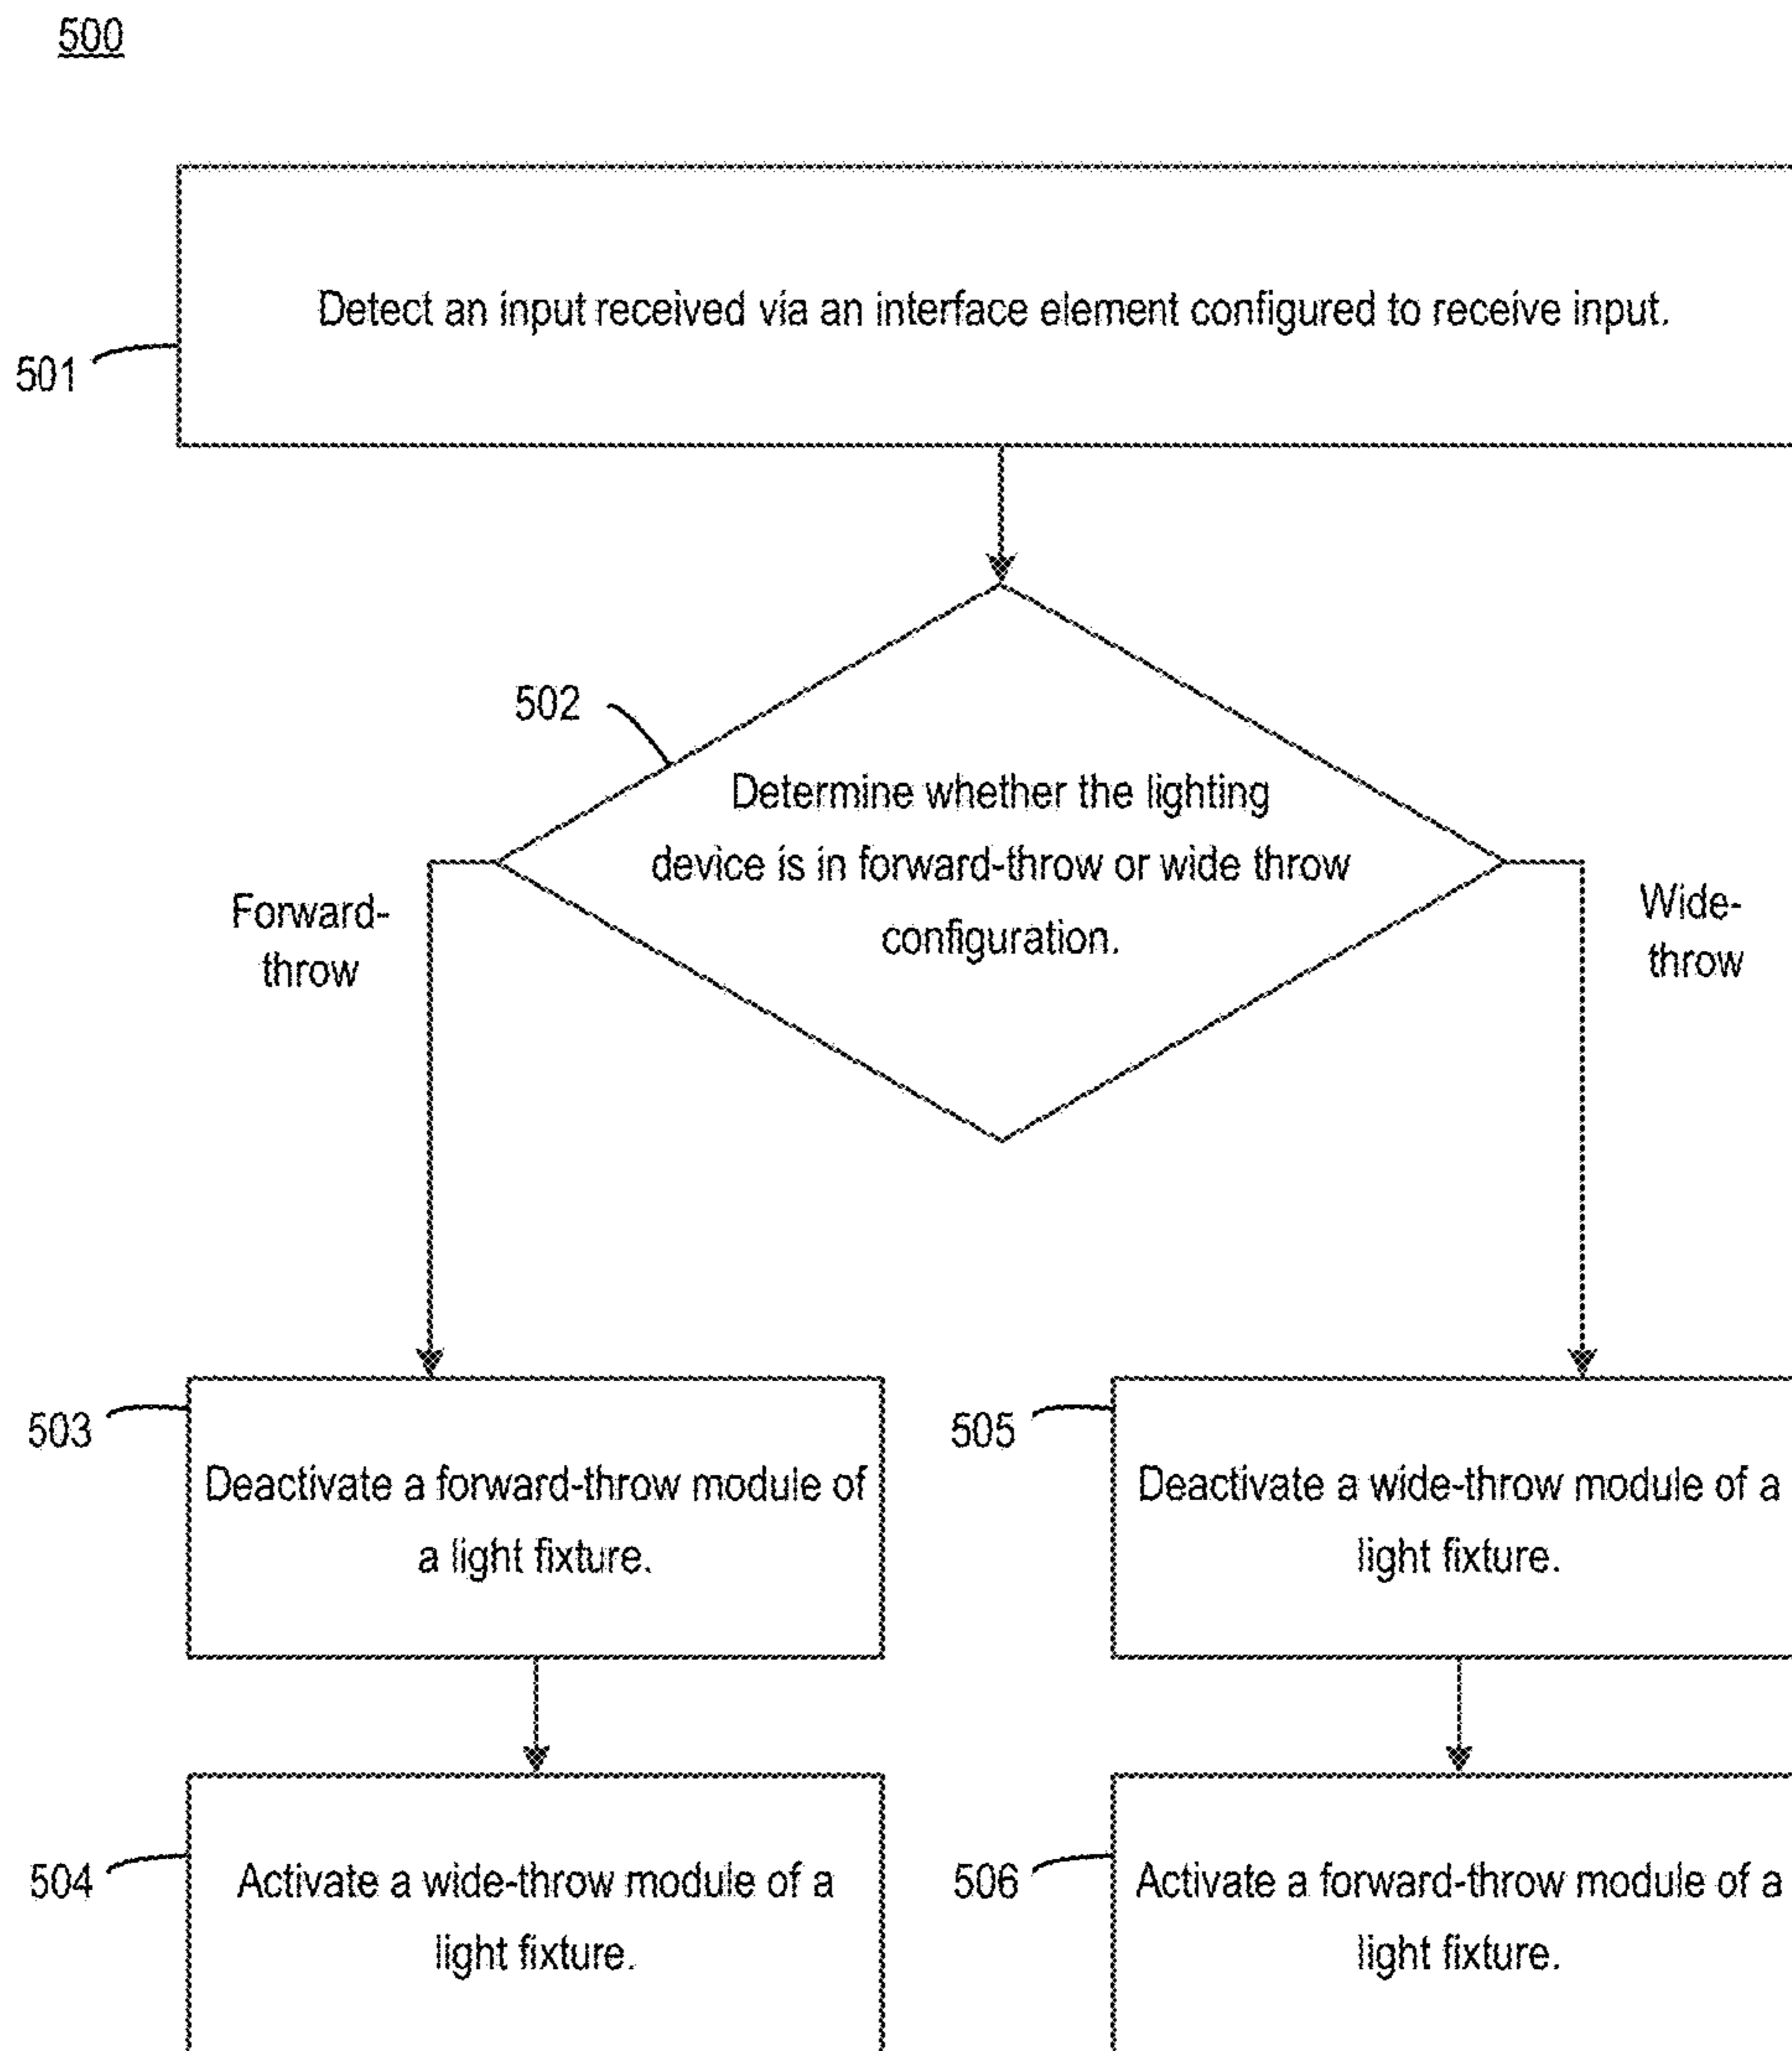 500
Detect an input received via an interface element configured to receive input.
501
502
Determine whether the lighting
device is in forward-throw or wide throw
configuration.
Forward-
throw
Wide-
throw
503
Deactivate a forward-throw module of
a light fixture.
505
Deactivate a wide-throw module of a
light fixture.
504
Activate a wide-throw module of a
light fixture.
506
Activate a forward-throw module of a
light fixture.